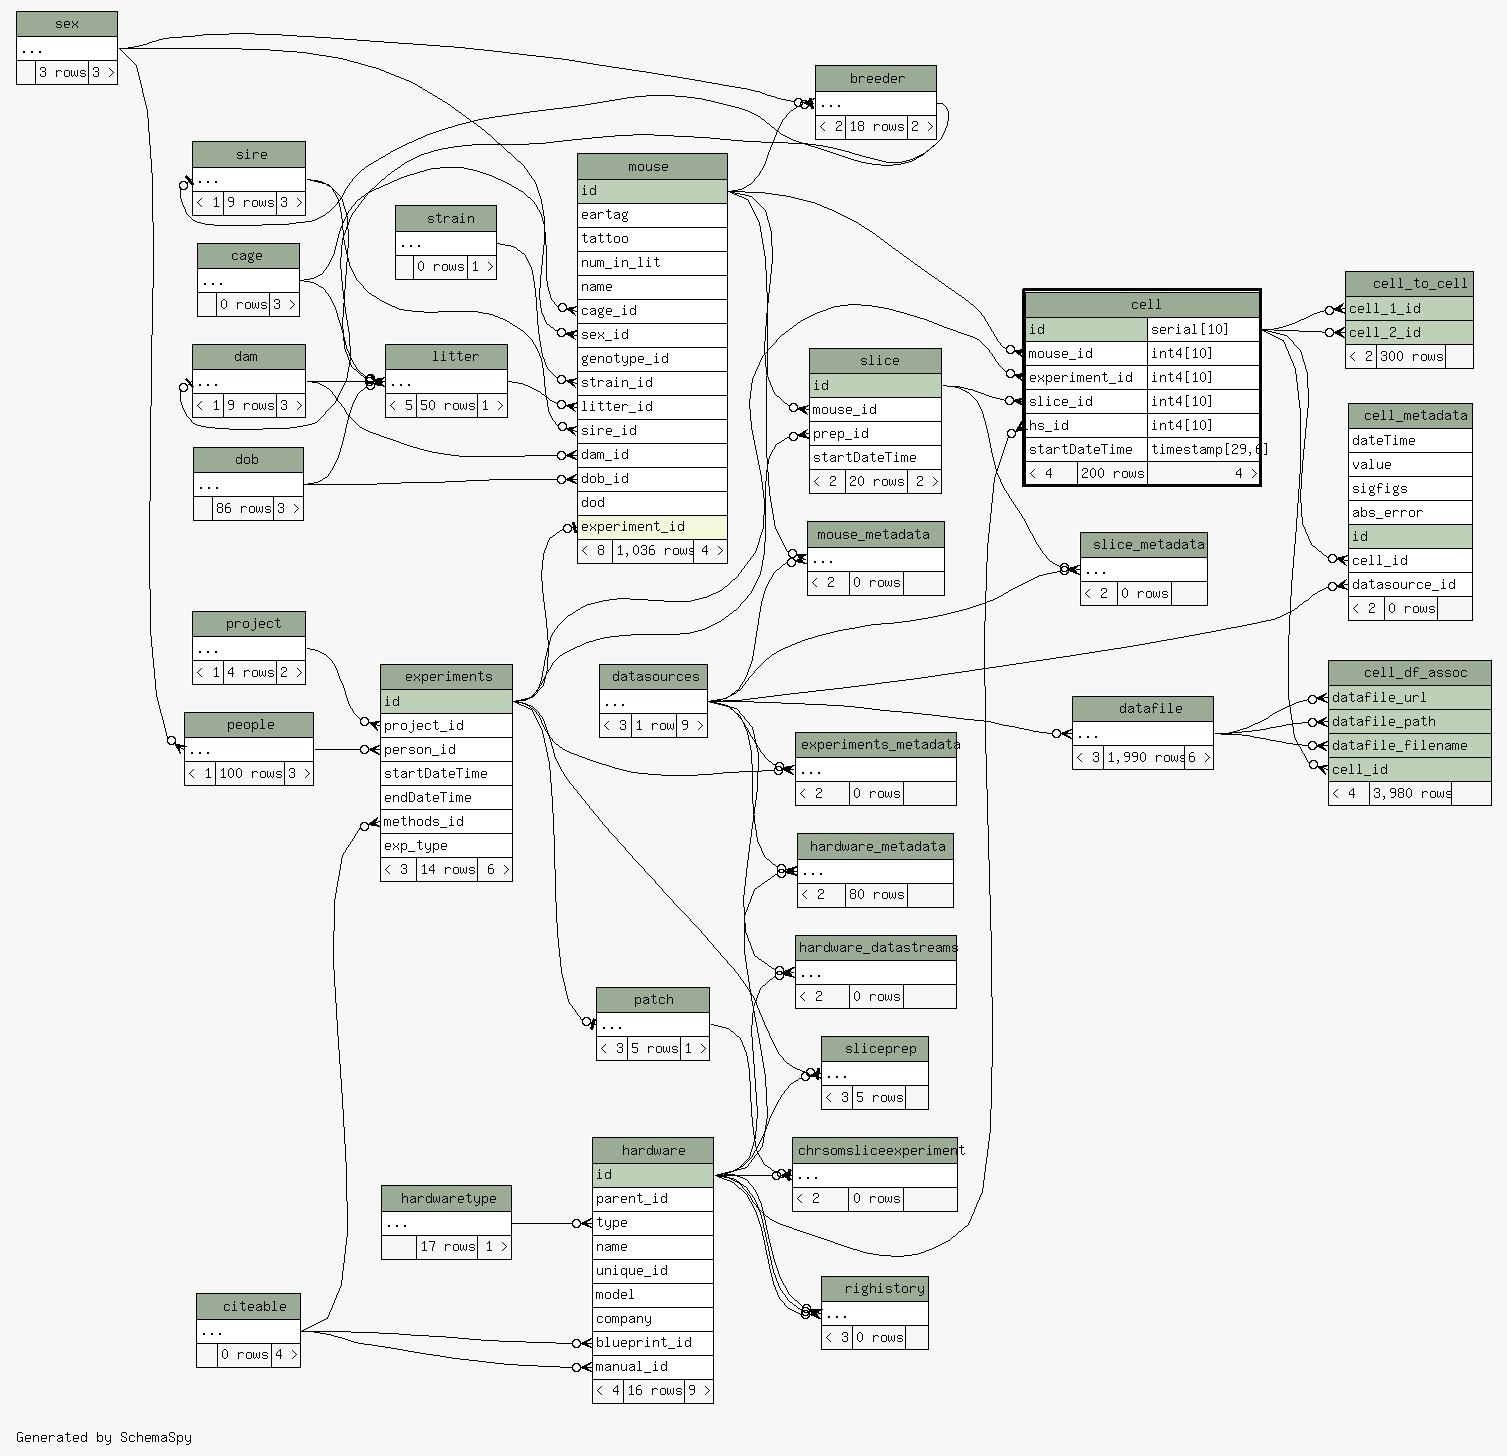 sex
...
3 rows 3 >
breeder
...
< 2 18 rows 2 >
sire
...
< 1 9 rows 3 >
mouse
id
eartag
tattoo
num_in_lit
name
cage_id
sex_id
genotype_id
strain_id
litter_id
sire_id
dam_id
dob_id
dod
experiment_id
< 8 1,036 rows 4 >
strain
...
0 rows 1 >
cage
...
0 rows 3 >
dam
...
< 1 9 rows 3 >
litter
...
< 5 50 rows 1 >
dob
...
86 rows 3 >
slice
id
mouse_id
prep_id
startDateTime
< 2 20 rows 2 >
cell
id serial[10]
mouse_id int4[10]
experiment_id int4[10]
slice_id int4[10]
hs_id int4[10]
startDateTime timestamp[29,6]
< 4 200 rows 4 >
cell_to_cell
cell_1_id
cell_2_id
< 2 300 rows
cell_metadata
dateTime
value
sigfigs
abs_error
id
cell_id
datasource_id
< 2 0 rows
mouse_metadata
...
< 2 0 rows
slice_metadata
...
< 2 0 rows
project
...
< 1 4 rows 2 >
people
...
< 1 100 rows 3 >
experiments
id
project_id
person_id
startDateTime
endDateTime
methods_id
exp_type
< 3 14 rows 6 >
datasources
...
< 3 1 row 9 >
datafile
...
< 3 1,990 rows 6 >
cell_df_assoc
datafile_url
datafile_path
datafile_filename
cell_id
< 4 3,980 rows
experiments_metadata
...
< 2 0 rows
hardware_metadata
...
< 2 80 rows
hardware_datastreams
...
< 2 0 rows
patch
...
< 3 5 rows 1 >
sliceprep
...
< 3 5 rows
hardware
id
parent_id
type
name
unique_id
model
company
blueprint_id
manual_id
< 4 16 rows 9 >
chrsomsliceexperiment
...
< 2 0 rows
hardwaretype
...
17 rows 1 >
righistory
...
< 3 0 rows
citeable
...
0 rows 4 >
Generated by SchemaSpy